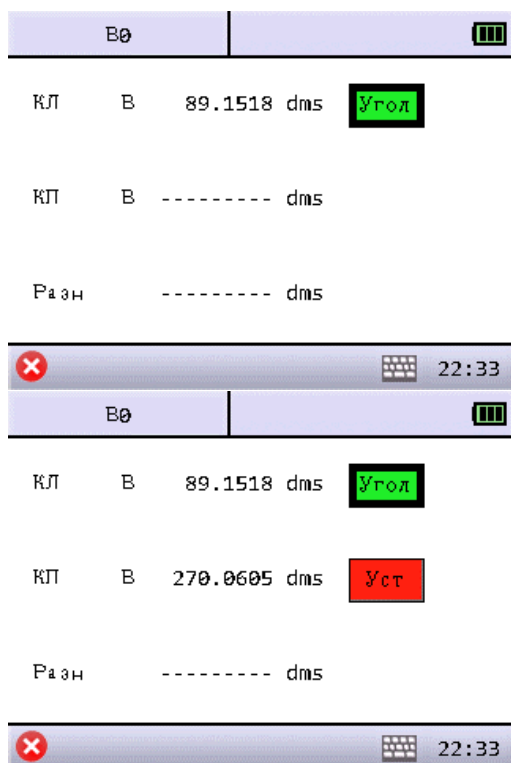 В0
КЛ В 89.1518 dms Угол
КП В --------- dms
Разн --------- dms
22:33
В0
КЛ В 89.1518 dms Угол
КП В 270.0605 dms Уст
Разн --------- dms
22:33